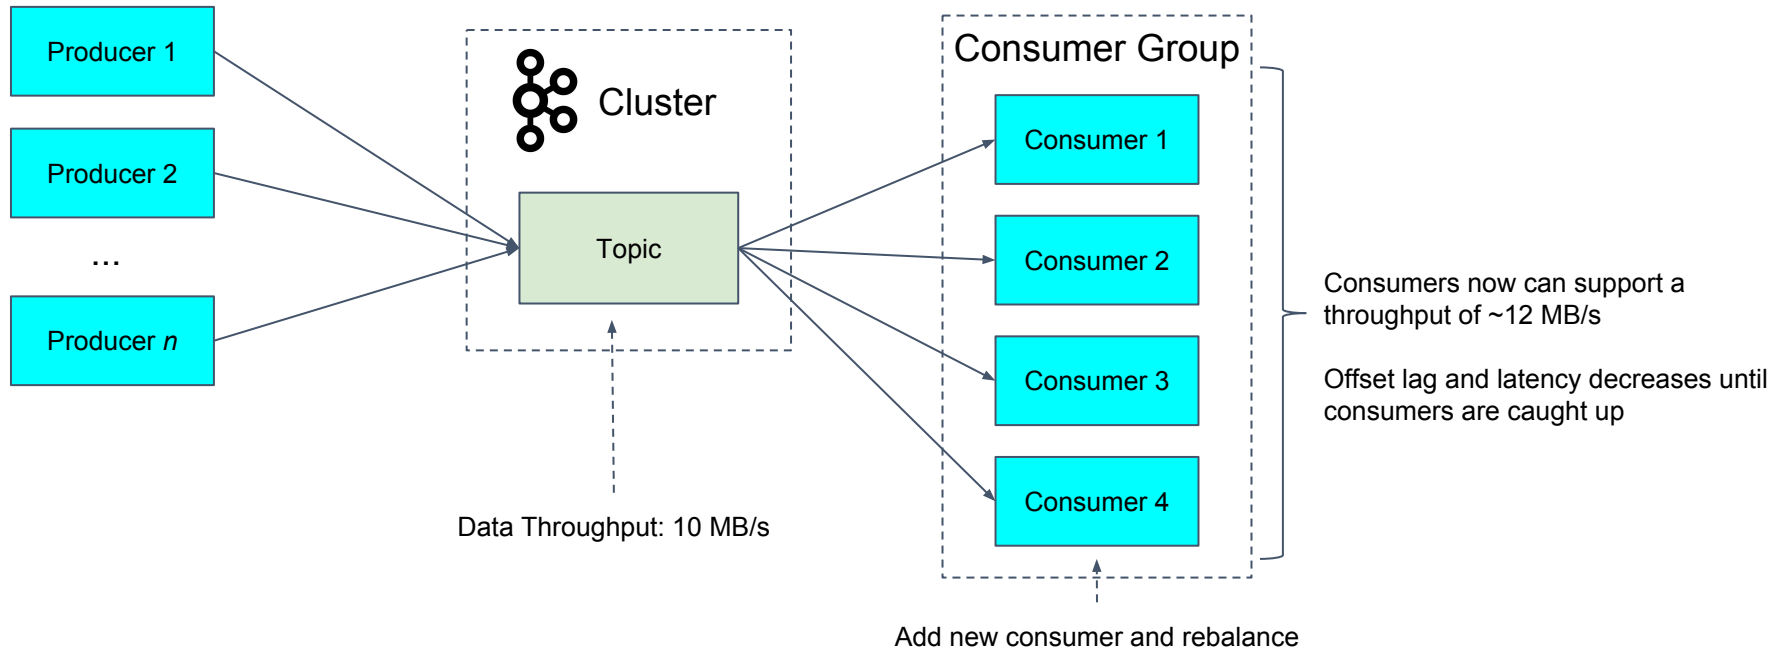 Producer 1
Producer 2
...
Producer n
Cluster
Topic
Data Throughput: 10 MB/s
Consumer Group
Consumer 1
Consumer 2
Consumer 3
Consumer 4
Add new consumer and rebalance
Consumers now can support a
throughput of ~12 MB/s
Offset lag and latency decreases until
consumers are caught up